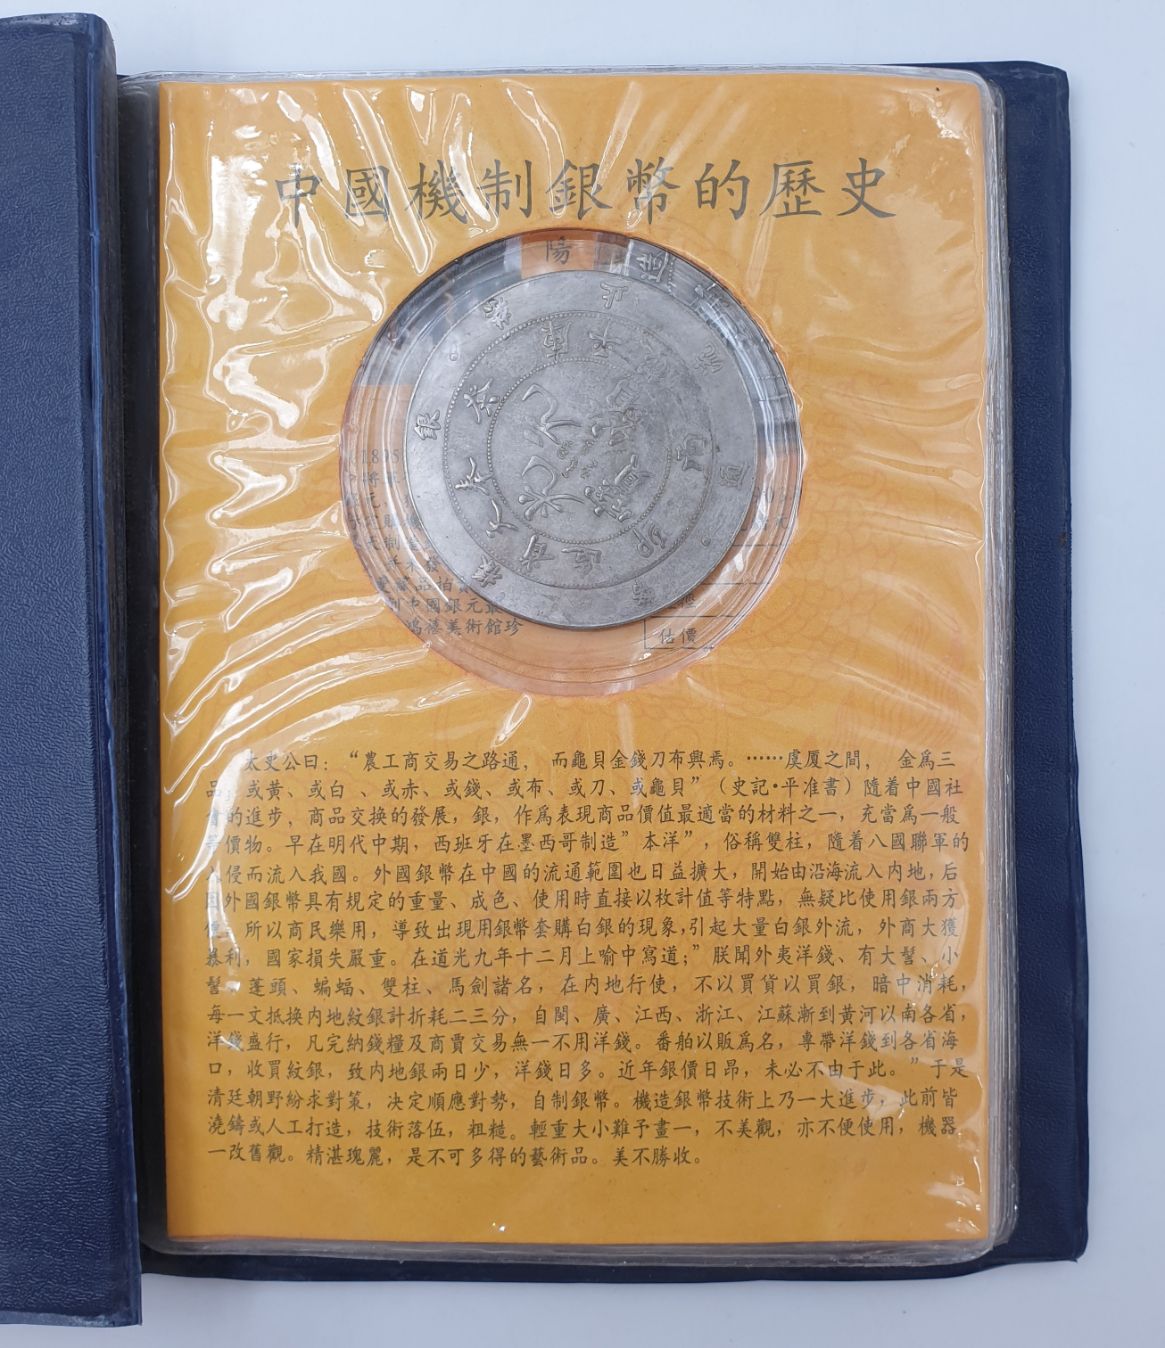 中國機制銀幣的歷史
陽
估價
鴻禧美術館珍
太史公曰：“農工商交易之路通， 而龜貝金錢刀布興焉。……虞厦之間， 金爲三
品，或黄、或白 、或赤、或錢、或布、或刀、或龜貝”（史記·平准書）隨着中國社
會的進步，商品交换的發展，銀，作爲表現商品價值最適當的材料之一，充當爲一般
等價物。早在明代中期，西班牙在墨西哥制造”本洋”，俗稱雙柱，隨着八國聯軍的
入侵而流入我國。外國銀幣在中國的流通範圍也日益擴大，開始由沿海流入内地，后
因外國銀幣具有規定的重量、成色、使用時直接以枚計值等特點，無疑比使用銀兩方
便。所以商民樂用，導致出現用銀幣套購白銀的現象，引起大量白銀外流，外商大獲
暴利，國家損失嚴重。在道光九年十二月上喻中寫道；”朕聞外夷洋錢、有大髻、小
髻、蓬頭、蝙蝠、雙柱、馬劍諸名，在内地行使，不以買貨以買銀，暗中消耗，
每一文抵换内地紋銀計折耗二三分，自閩、廣、江西、浙江、江蘇漸到黄河以南各省，
洋錢盛行，凡完納錢糧及商賈交易無一不用洋錢。番舶以販爲名，專帶洋錢到各省海
口，收買紋銀，致内地銀兩日少，洋錢日多。近年銀價日昂，未必不由于此。”于是
清廷朝野紛求對策，决定順應對勢，自制銀幣。機造銀幣技術上乃一大進步，此前皆
澆鑄或人工打造，技術落伍，粗糙。輕重大小難予畫一，不美觀，亦不便使用，機器
一改舊觀。精湛瑰麗，是不可多得的藝術品。美不勝收。